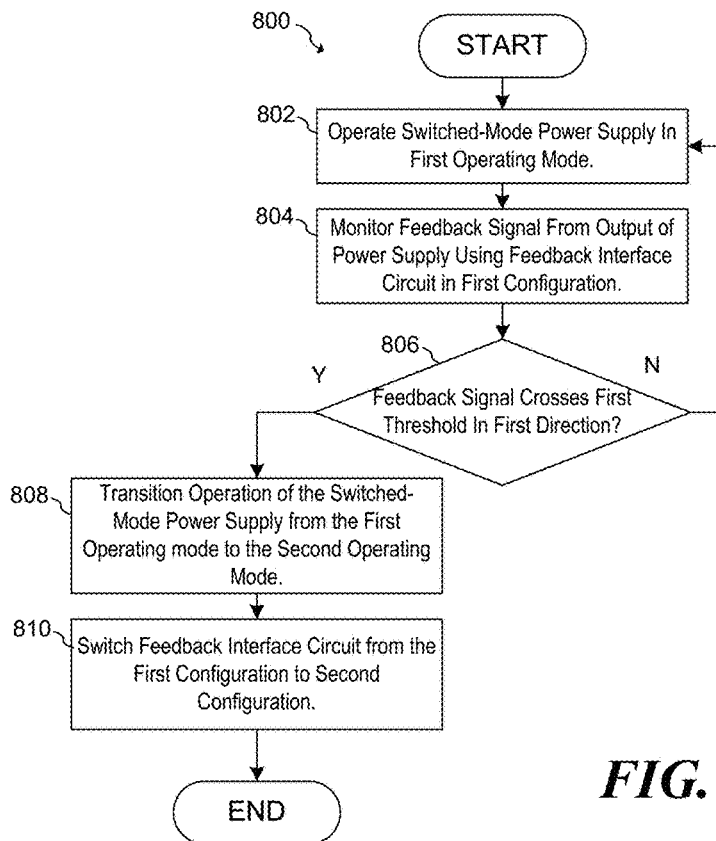 800
START
802
Operate Switched-Mode Power Supply In
First Operating Mode.
804
Monitor Feedback Signal From Output of
Power Supply Using Feedback Interface
Circuit in First Configuration.
806
Y
N
Feedback Signal Crosses First
Threshold In First Direction?
808
Transition Operation of the Switched-
Mode Power Supply from the First
Operating mode to the Second Operating
Mode.
810
Switch Feedback Interface Circuit from the
First Configuration to Second
Configuration.
END
FIG.